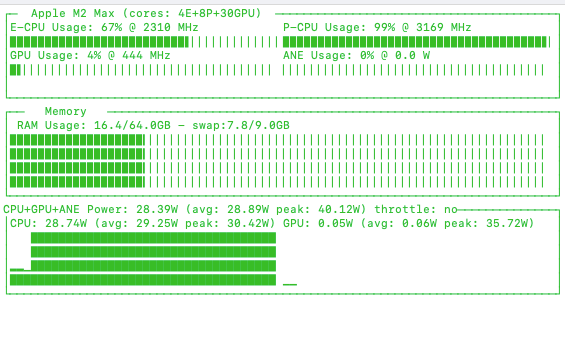 Apple M2 Max (cores: 4E+8P+30GPU)
E-CPU Usage: 67% @ 2310 MHz P-CPU Usage: 99% @ 3169 MHz
GPU Usage: 4% @ 444 MHz ANE Usage: 0% @ 0.0 W
Memory
RAM Usage: 16.4/64.0GB - swap:7.8/9.0GB
CPU+GPU+ANE Power: 28.39W (avg: 28.89W peak: 40.12W) throttle: no
CPU: 28.74W (avg: 29.25W peak: 30.42W) GPU: 0.05W (avg: 0.06W peak: 35.72W)